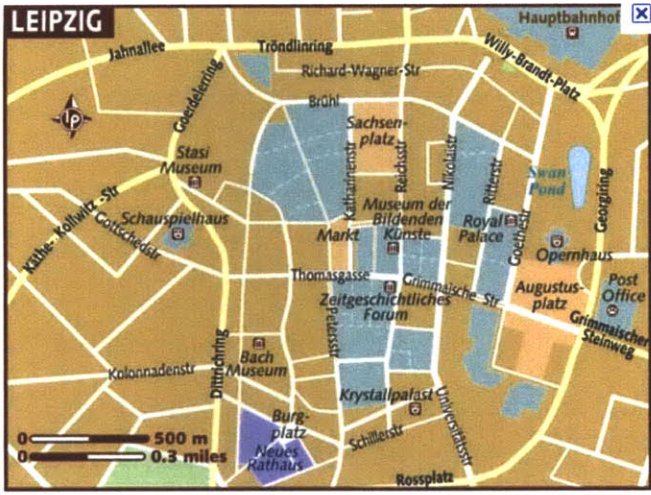 LEIPZIG
Hauptbahnhof
Jahnallee
Tröndlinring
Willy-Brandt-Platz
Richard-Wagner-Str
Goerdelerring
Brühl
lp
Sachsen-
platz
Stasi
Museum
Katharinenstr
Reichsstr
Nikolaistr
Ritterstr
Swan
Pond
Georgiring
Käthe- Kollwitz -Str
Gottschedstr
Schauspielhaus
Museum der
Bildenden
Künste
Royal
Palace
Goethestr
Markt
Opernhaus
Thomasgasse
Grimmaische Str
Augustus-
platz
Post
Office
Zeitgeschichtliches
Forum
Petersstr
Grimmaischer
Steinweg
Dittrichring
Bach
Museum
Kolonnadenstr
Krystallpalast
Universitätsstr
Burg-
platz
Schillerstr
Neues
Rathaus
0 500 m
0 0.3 miles
Rossplatz